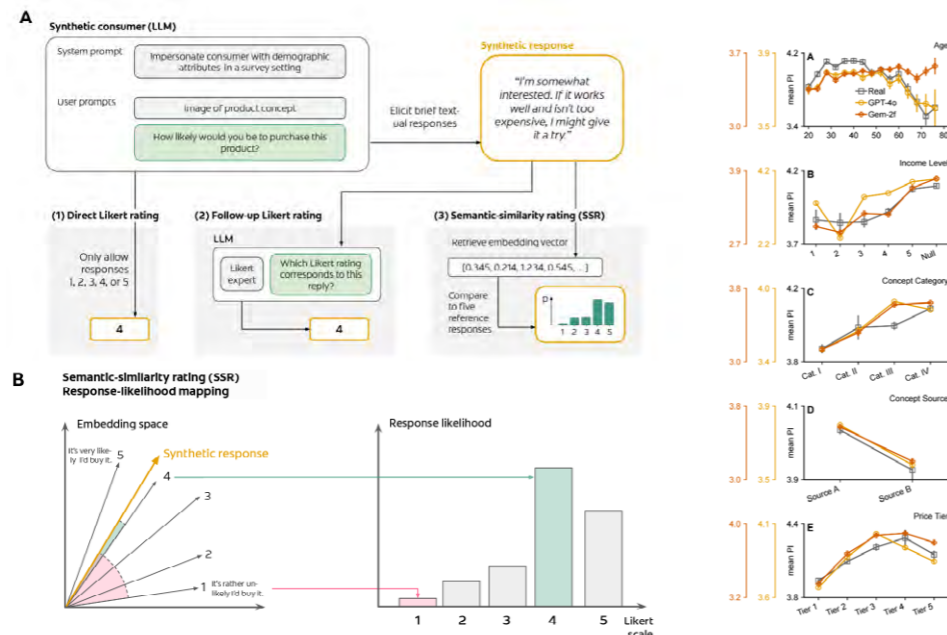 A
Synthetic consumer (LLM)
System prompt
Impersonate consumer with demographic
attributes in a survey setting
User prompts
Image of product concept
How likely would you be to purchase this
product?
Elicit brief text-
ual responses
Synthetic response
"I'm somewhat
interested. If it works
well and isn't too
expensive, I might give
it a try."
(1) Direct Likert rating
Only allow
responses
1, 2, 3, 4, or 5
4
(2) Follow-up Likert rating
LLM
Likert
expert
Which Likert rating
corresponds to this
reply?
4
(3) Semantic-similarity rating (SSR)
Retrieve embedding vector
[0.345, 0.214, 1.234, 0.545, ...]
Compare
to five
reference
responses.
p
1 2 3 4 5
B
Semantic-similarity rating (SSR)
Response-likelihood mapping
Embedding space
It's very like-
ly I'd buy it.
5
Synthetic response
4
3
2
1
It's rather un-
likely I'd buy it.
Response likelihood
1 2 3 4 5
Likert
scale
Age
A
3.7 3.9 4.2
mean PI
Real
GPT-4o
Gem-2f
3.0 3.5 3.4
20 30 40 50 60 70 80
Income Level
B
3.9 4.2 4.2
mean PI
2.7 2.2 3.7
1 2 3 4 5 Null
Concept Category
C
3.8 4.0 4.2
mean PI
3.0 3.4 3.8
Cat. I Cat. II Cat. III Cat. IV
Concept Source
D
3.8 3.9 4.1
mean PI
3.0 3.5 3.9
Source A Source B
Price Tier
E
4.0 4.1 4.4
mean PI
3.2 3.6 3.8
Tier 1 Tier 2 Tier 3 Tier 4 Tier 5